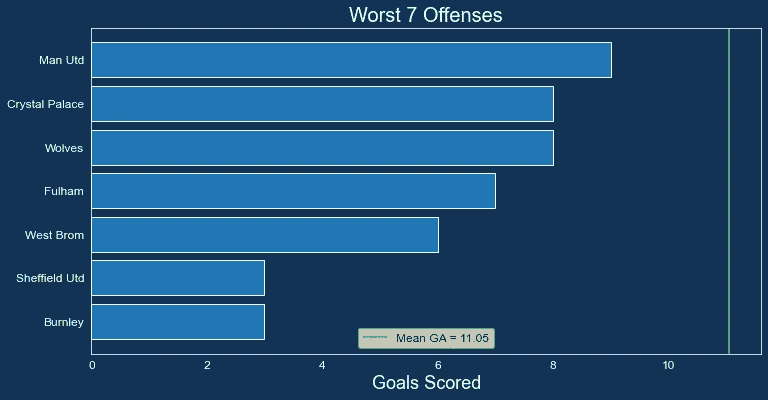 Worst 7 Offenses
Man Utd
Crystal Palace
Wolves
Fulham
West Brom
Sheffield Utd
Burnley
Mean GA = 11.05
0 2 4 6 8 10
Goals Scored